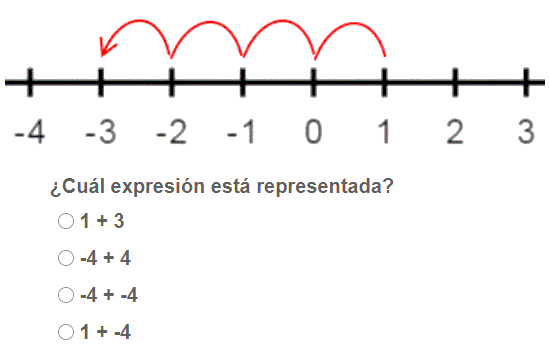 -4 -3 -2 -1 0 1 2 3
¿Cuál expresión está representada?
1 + 3
-4 + 4
-4 + -4
1 + -4